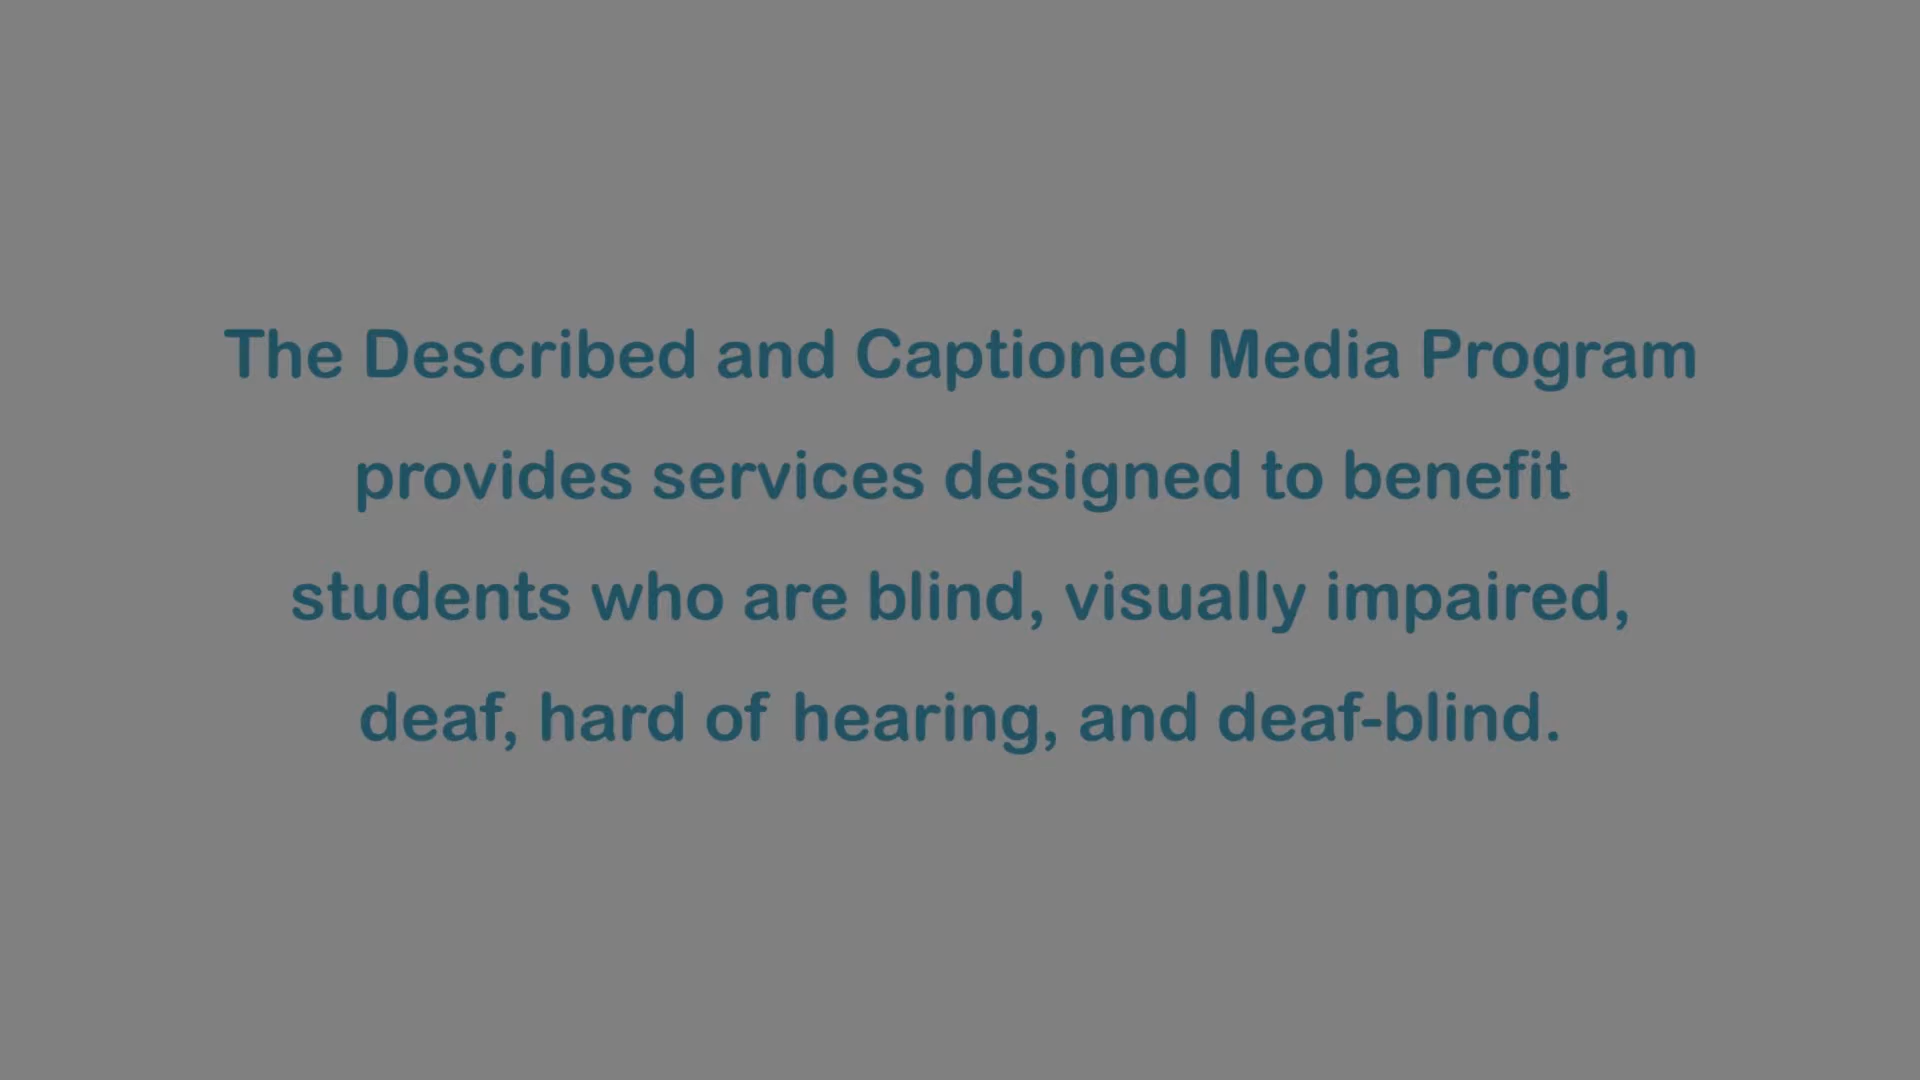 The Described and Captioned Media Program
provides services designed to benefit
students who are blind, visually impaired,
deaf, hard of hearing, and deaf-blind.